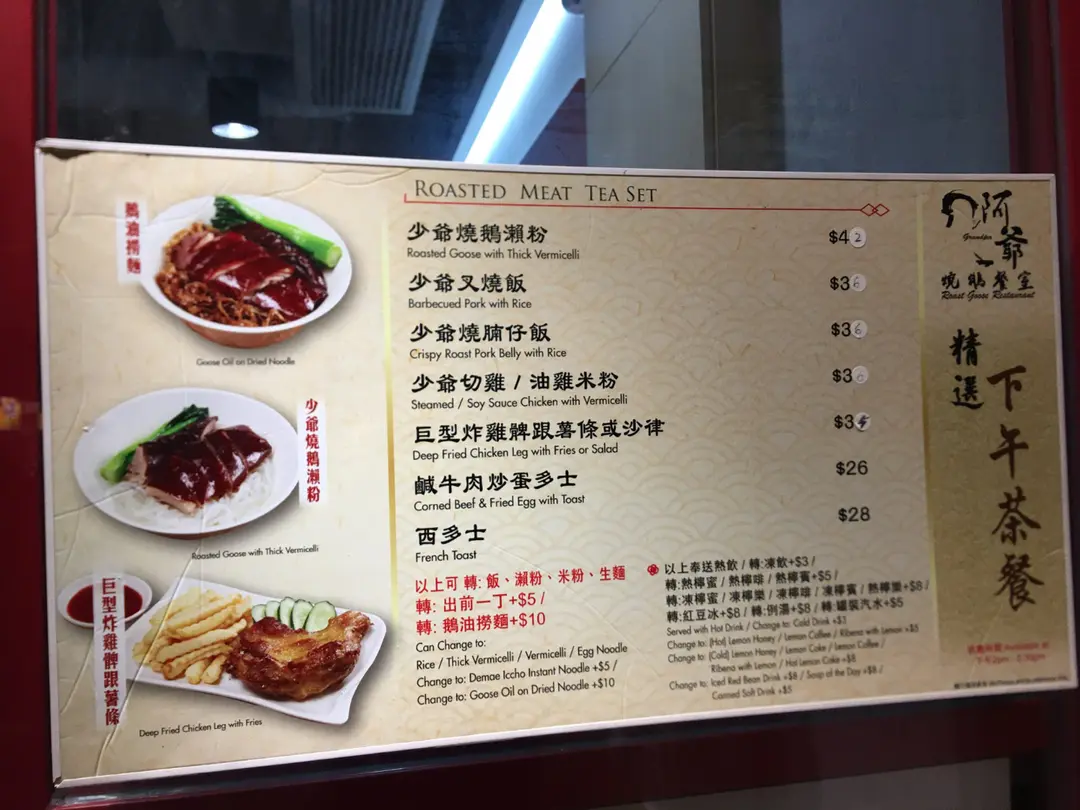 ROASTED MEAT TEA SET
少爺燒鵝瀨粉 $42
Roasted Goose with Thick Vermicelli
少爺叉燒飯 $36
Barbecued Pork with Rice
少爺燒腩仔飯 $36
Crispy Roast Pork Belly with Rice
少爺切雞 / 油雞米粉 $36
Steamed / Soy Sauce Chicken with Vermicelli
巨型炸雞髀跟薯條或沙律 $34
Deep Fried Chicken Leg with Fries or Salad
鹹牛肉炒蛋多士 $26
Corned Beef & Fried Egg with Toast
西多士 $28
French Toast
以上可 轉: 飯、瀨粉、米粉、生麵
轉: 出前一丁+$5 /
轉: 鵝油撈麵+$10
Can Change to:
Rice / Thick Vermicelli / Vermicelli / Egg Noodle
Change to: Demae Iccho Instant Noodle +$5 /
Change to: Goose Oil on Dried Noodle +$10
以上奉送熱飲 / 轉:凍飲+$3 /
轉:熱檸蜜 / 熱檸啡 / 熱檸賓+$5 /
轉:凍檸蜜 / 凍檸樂 / 凍檸啡 / 凍檸賓 / 熱檸樂+$8 /
轉:紅豆冰+$8 / 轉:例湯+$8 / 轉:罐裝汽水+$5
Served with Hot Drink / Change to: Cold Drink +$3
Change to: (Hot) Lemon Honey / Lemon Coffee / Ribena with Lemon +$5
Change to: (Cold) Lemon Honey / Lemon Coke / Lemon Coffee /
Ribena with Lemon / Hot Lemon Coke +$8
Change to: Iced Red Bean Drink +$8 / Soup of the Day +$8 /
Canned Soft Drink +$5
鵝油撈麵
Goose Oil on Dried Noodle
少爺燒鵝瀨粉
Roasted Goose with Thick Vermicelli
巨型炸雞髀跟薯條
Deep Fried Chicken Leg with Fries
阿爺
Grandpa
燒鵝餐室
Roast Goose Restaurant
精選
下午茶餐